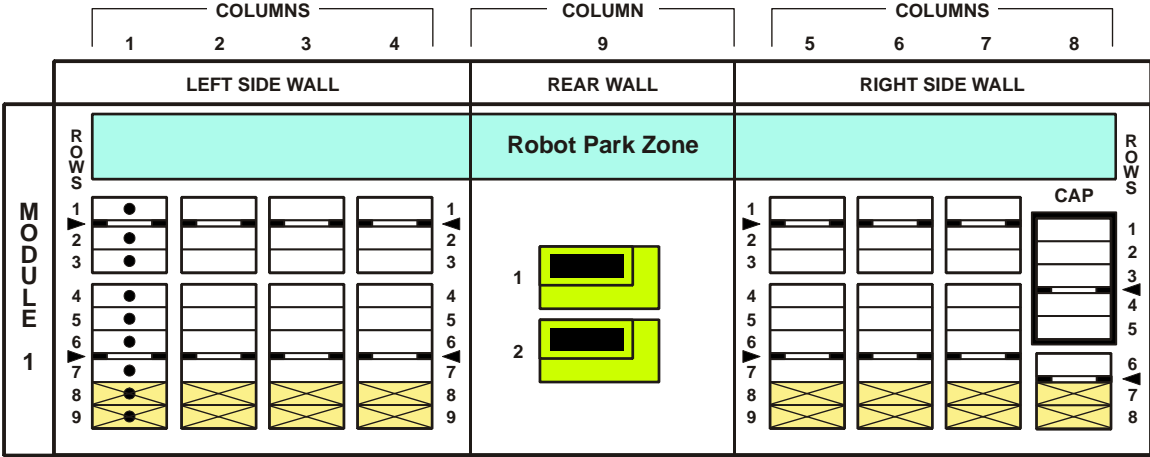 COLUMNS COLUMN COLUMNS
1 2 3 4 9 5 6 7 8
LEFT SIDE WALL REAR WALL RIGHT SIDE WALL
Robot Park Zone
ROWS
ROWS
MODULE 1
CAP
1 1 1
2 2 2
3 3 3
4 4 4
5 5 5
6 6 6
7 7 7
8 8 8
9 9 9
1
2
1
2
3
4
5
6
7
8